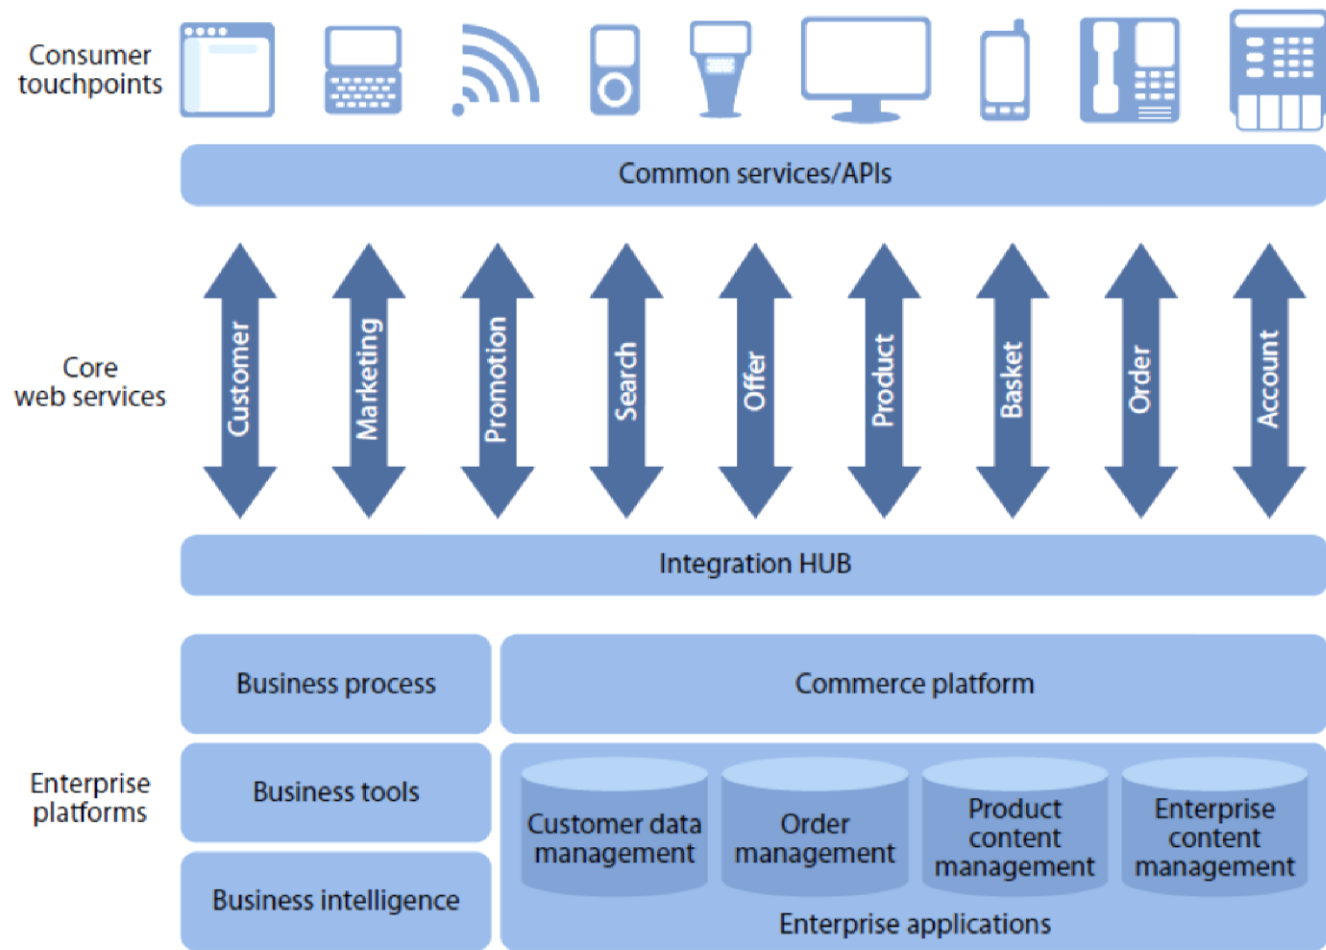 Consumer
touchpoints
Common services/APIs
Core
web services
Customer
Marketing
Promotion
Search
Offer
Product
Basket
Order
Account
Integration HUB
Enterprise
platforms
Business process
Commerce platform
Business tools
Business intelligence
Customer data
management
Order
management
Product
content
management
Enterprise
content
management
Enterprise applications